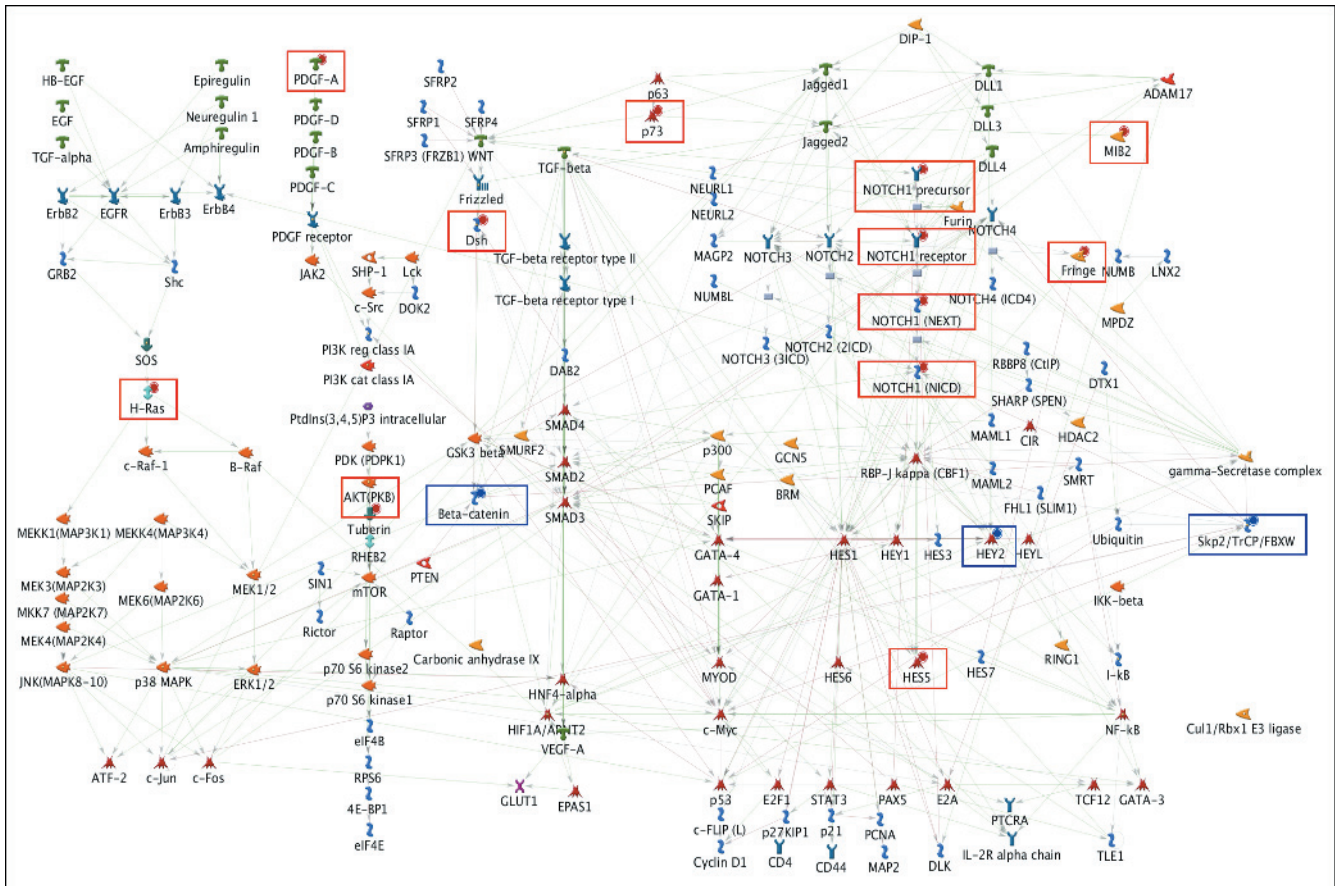 DIP-1
HB-EGF
Epiregulin
PDGF-A
SFRP2
p63
Jagged1
DLL1
ADAM17
EGF
Neuregulin 1
PDGF-D
SFRP1
SFRP4
p73
Jagged2
DLL3
MIB2
TGF-alpha
Amphiregulin
PDGF-B
SFRP3 (FRZB1)
WNT
TGF-beta
DLL4
PDGF-C
NEURL1
NOTCH1 precursor
ErbB2
EGFR
ErbB3
ErbB4
Frizzled
NEURL2
Furin
PDGF receptor
Dsh
NOTCH4
TGF-beta receptor type II
MAGP2
NOTCH3
NOTCH2
NOTCH1 receptor
GRB2
Shc
JAK2
SHP-1
Lck
Fringe
NUMB
LNX2
c-Src
DOK2
TGF-beta receptor type I
NUMBL
NOTCH4 (ICD4)
NOTCH1 (NEXT)
MPDZ
SOS
PI3K reg class IA
NOTCH3 (3ICD)
NOTCH2 (2ICD)
RBBP8 (CtIP)
PI3K cat class IA
DAB2
DTX1
H-Ras
NOTCH1 (NICD)
SHARP (SPEN)
PtdIns(3,4,5)P3 intracellular
SMAD4
MAML1
CIR
HDAC2
c-Raf-1
B-Raf
PDK (PDPK1)
GSK3 beta
SMURF2
p300
GCN5
RBP-J kappa (CBF1)
gamma-Secretase complex
SMAD2
MAML2
SMRT
AKT(PKB)
PCAF
BRM
Beta-catenin
SMAD3
SKIP
FHL1 (SLIM1)
MEKK1(MAP3K1)
MEKK4(MAP3K4)
Tuberin
Ubiquitin
Skp2/TrCP/FBXW
RHEB2
GATA-4
HES1
HEY1
HES3
HEY2
HEYL
MEK3(MAP2K3)
MEK6(MAP2K6)
MEK1/2
SIN1
mTOR
PTEN
GATA-1
IKK-beta
MKK7 (MAP2K7)
MEK4(MAP2K4)
Rictor
Raptor
Carbonic anhydrase IX
RING1
JNK(MAPK8-10)
p38 MAPK
ERK1/2
p70 S6 kinase2
MYOD
HES6
HES5
HES7
I-kB
p70 S6 kinase1
HNF4-alpha
HIF1A/ARNT2
c-Myc
NF-kB
Cul1/Rbx1 E3 ligase
eIF4B
VEGF-A
ATF-2
c-Jun
c-Fos
RPS6
GLUT1
EPAS1
p53
E2F1
STAT3
PAX5
E2A
TCF12
GATA-3
4E-BP1
PTCRA
c-FLIP (L)
p27KIP1
p21
PCNA
eIF4E
Cyclin D1
CD4
CD44
MAP2
DLK
IL-2R alpha chain
TLE1